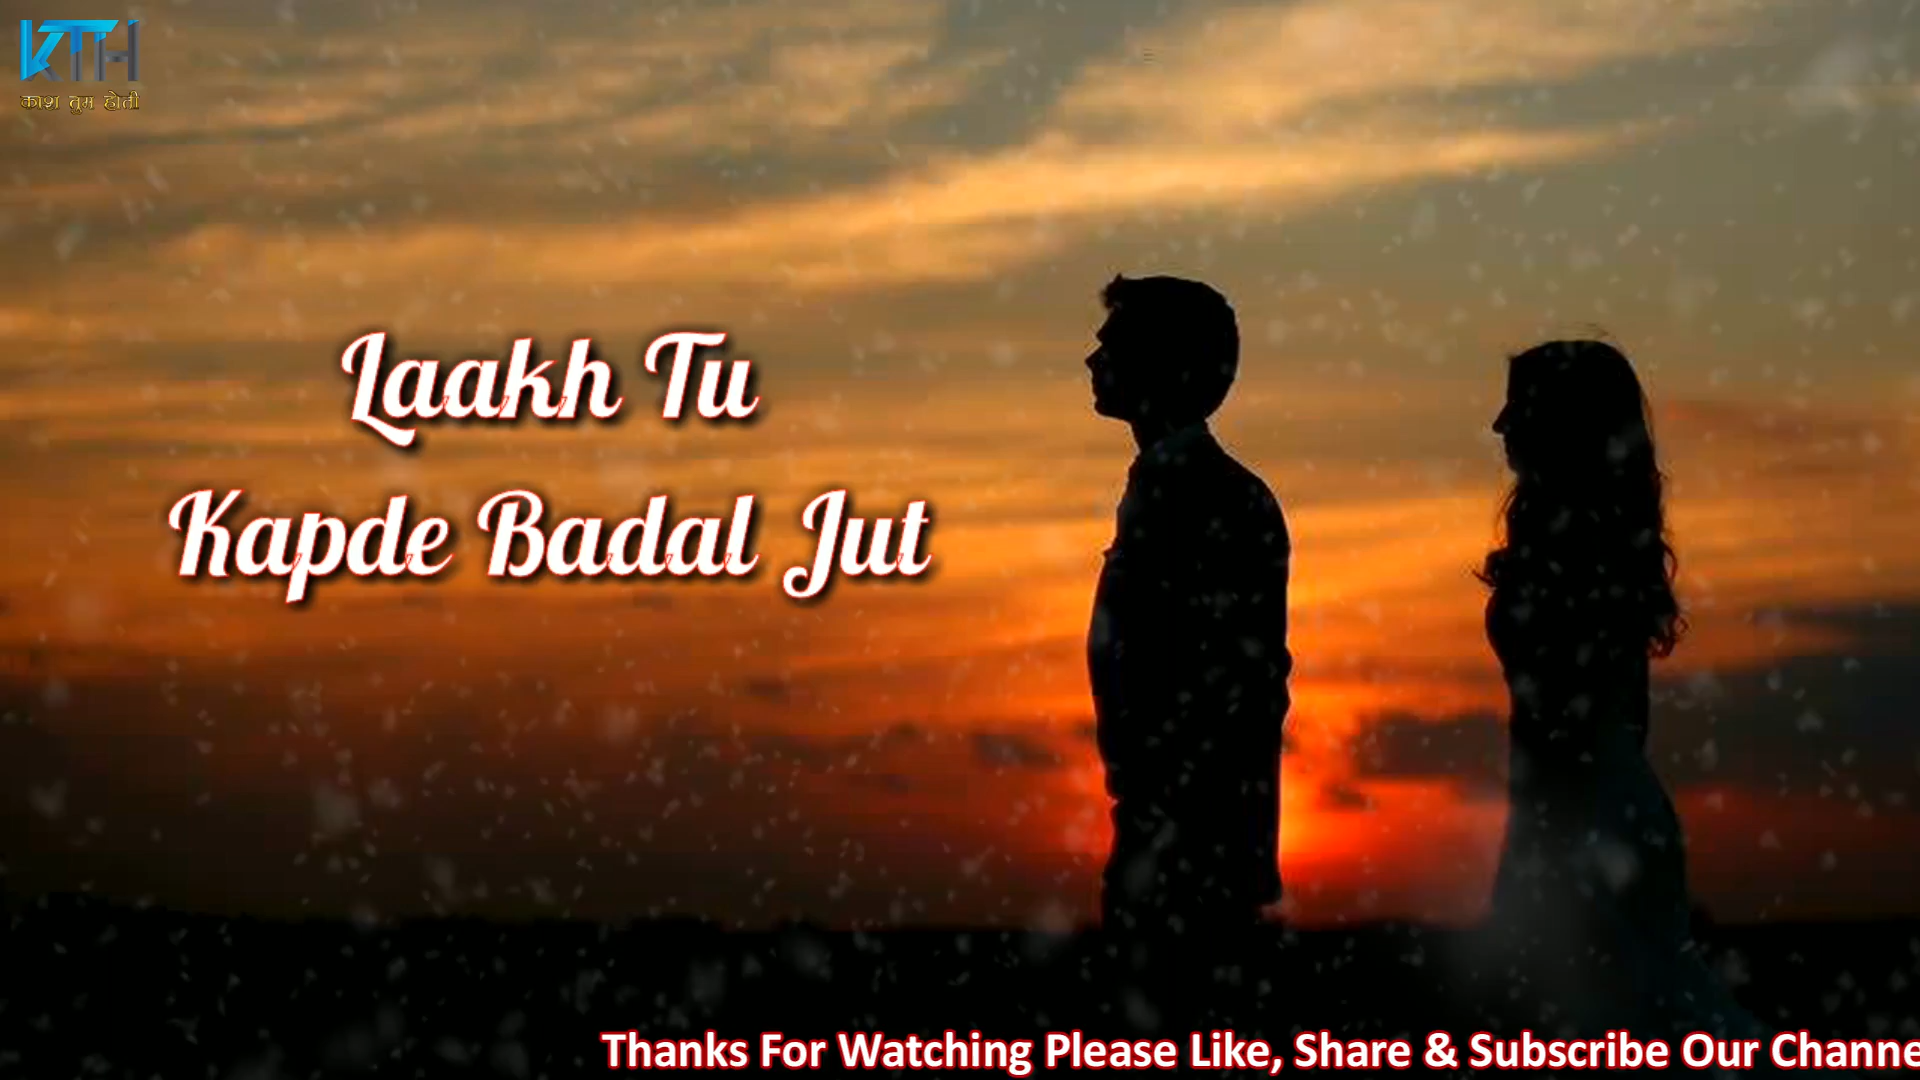 KTH
काश तुम होती
Laakh Tu
Kapde Badal Jut
Thanks For Watching Please Like, Share & Subscribe Our Channe